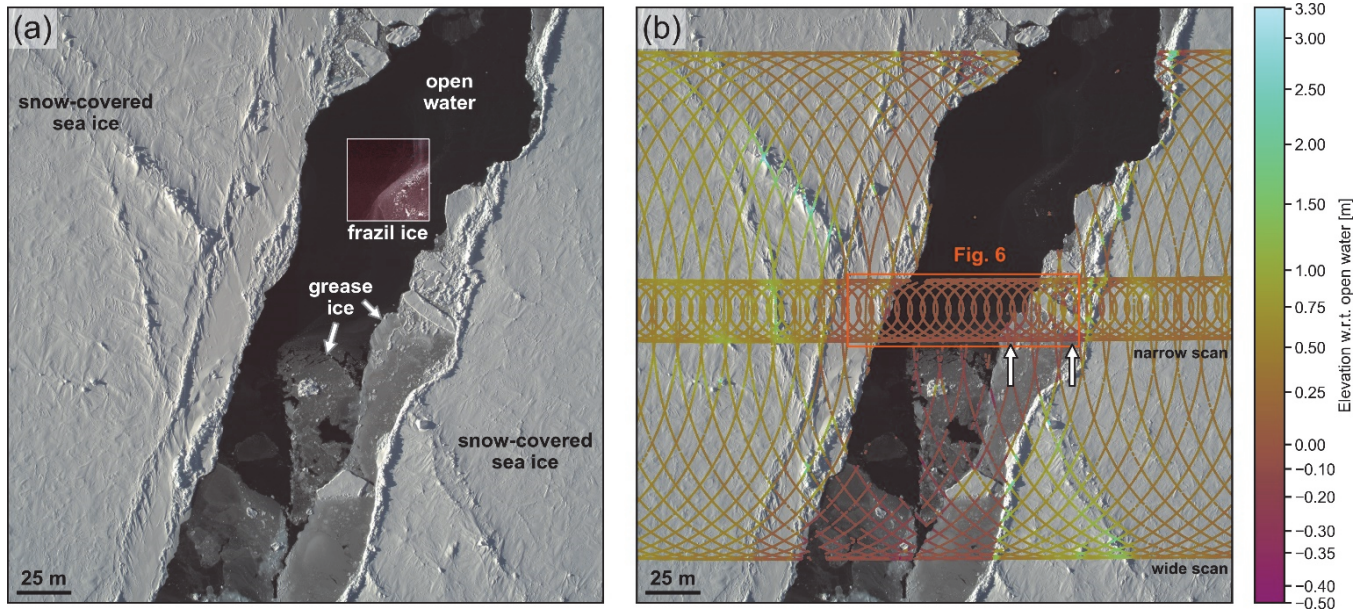 (a)
snow-covered
sea ice
open
water
frazil ice
grease
ice
snow-covered
sea ice
25 m
(b)
Fig. 6
narrow scan
wide scan
25 m
3.30
3.00
2.50
2.00
1.50
1.00
0.75
0.50
0.25
0.00
−0.10
−0.30
−0.35
−0.40
−0.50
Elevation w.r.t. open water [m]